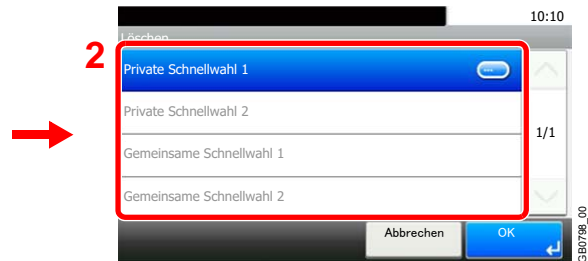 10:10
Löschen
2
Private Schnellwahl 1
Private Schnellwahl 2
1/1
Gemeinsame Schnellwahl 1
Gemeinsame Schnellwahl 2
Abbrechen
OK
GB0798_00